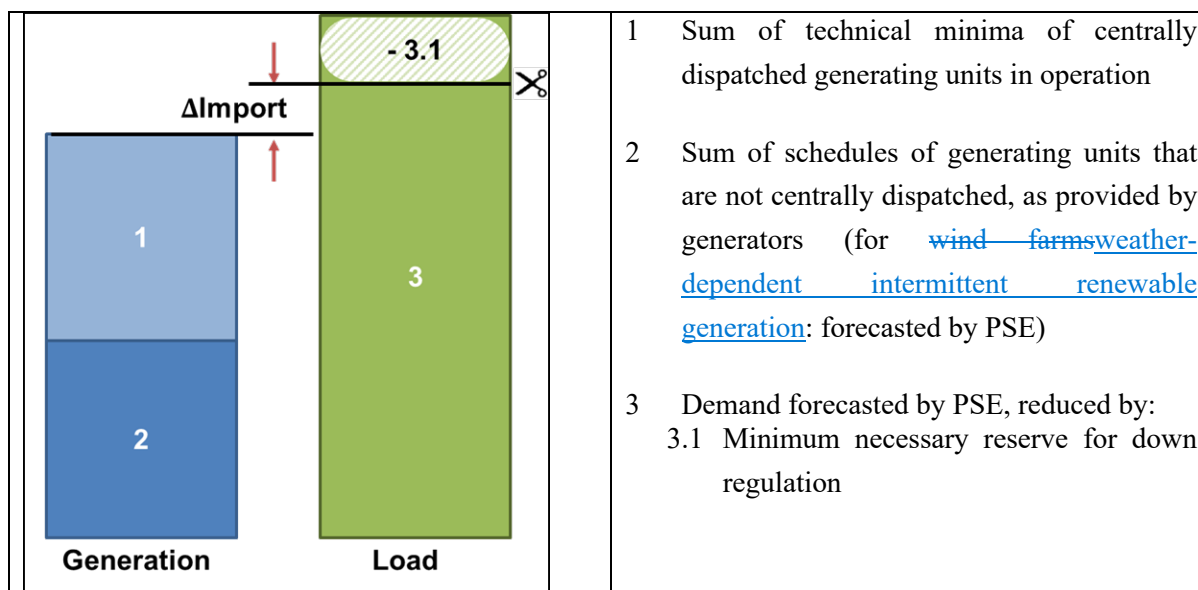 - 3.1
ΔImport
1
3
2
Generation
Load
1 Sum of technical minima of centrally
dispatched generating units in operation
2 Sum of schedules of generating units that
are not centrally dispatched, as provided by
generators (for wind farmsweather-
dependent intermittent renewable
generation: forecasted by PSE)
3 Demand forecasted by PSE, reduced by:
3.1 Minimum necessary reserve for down
regulation